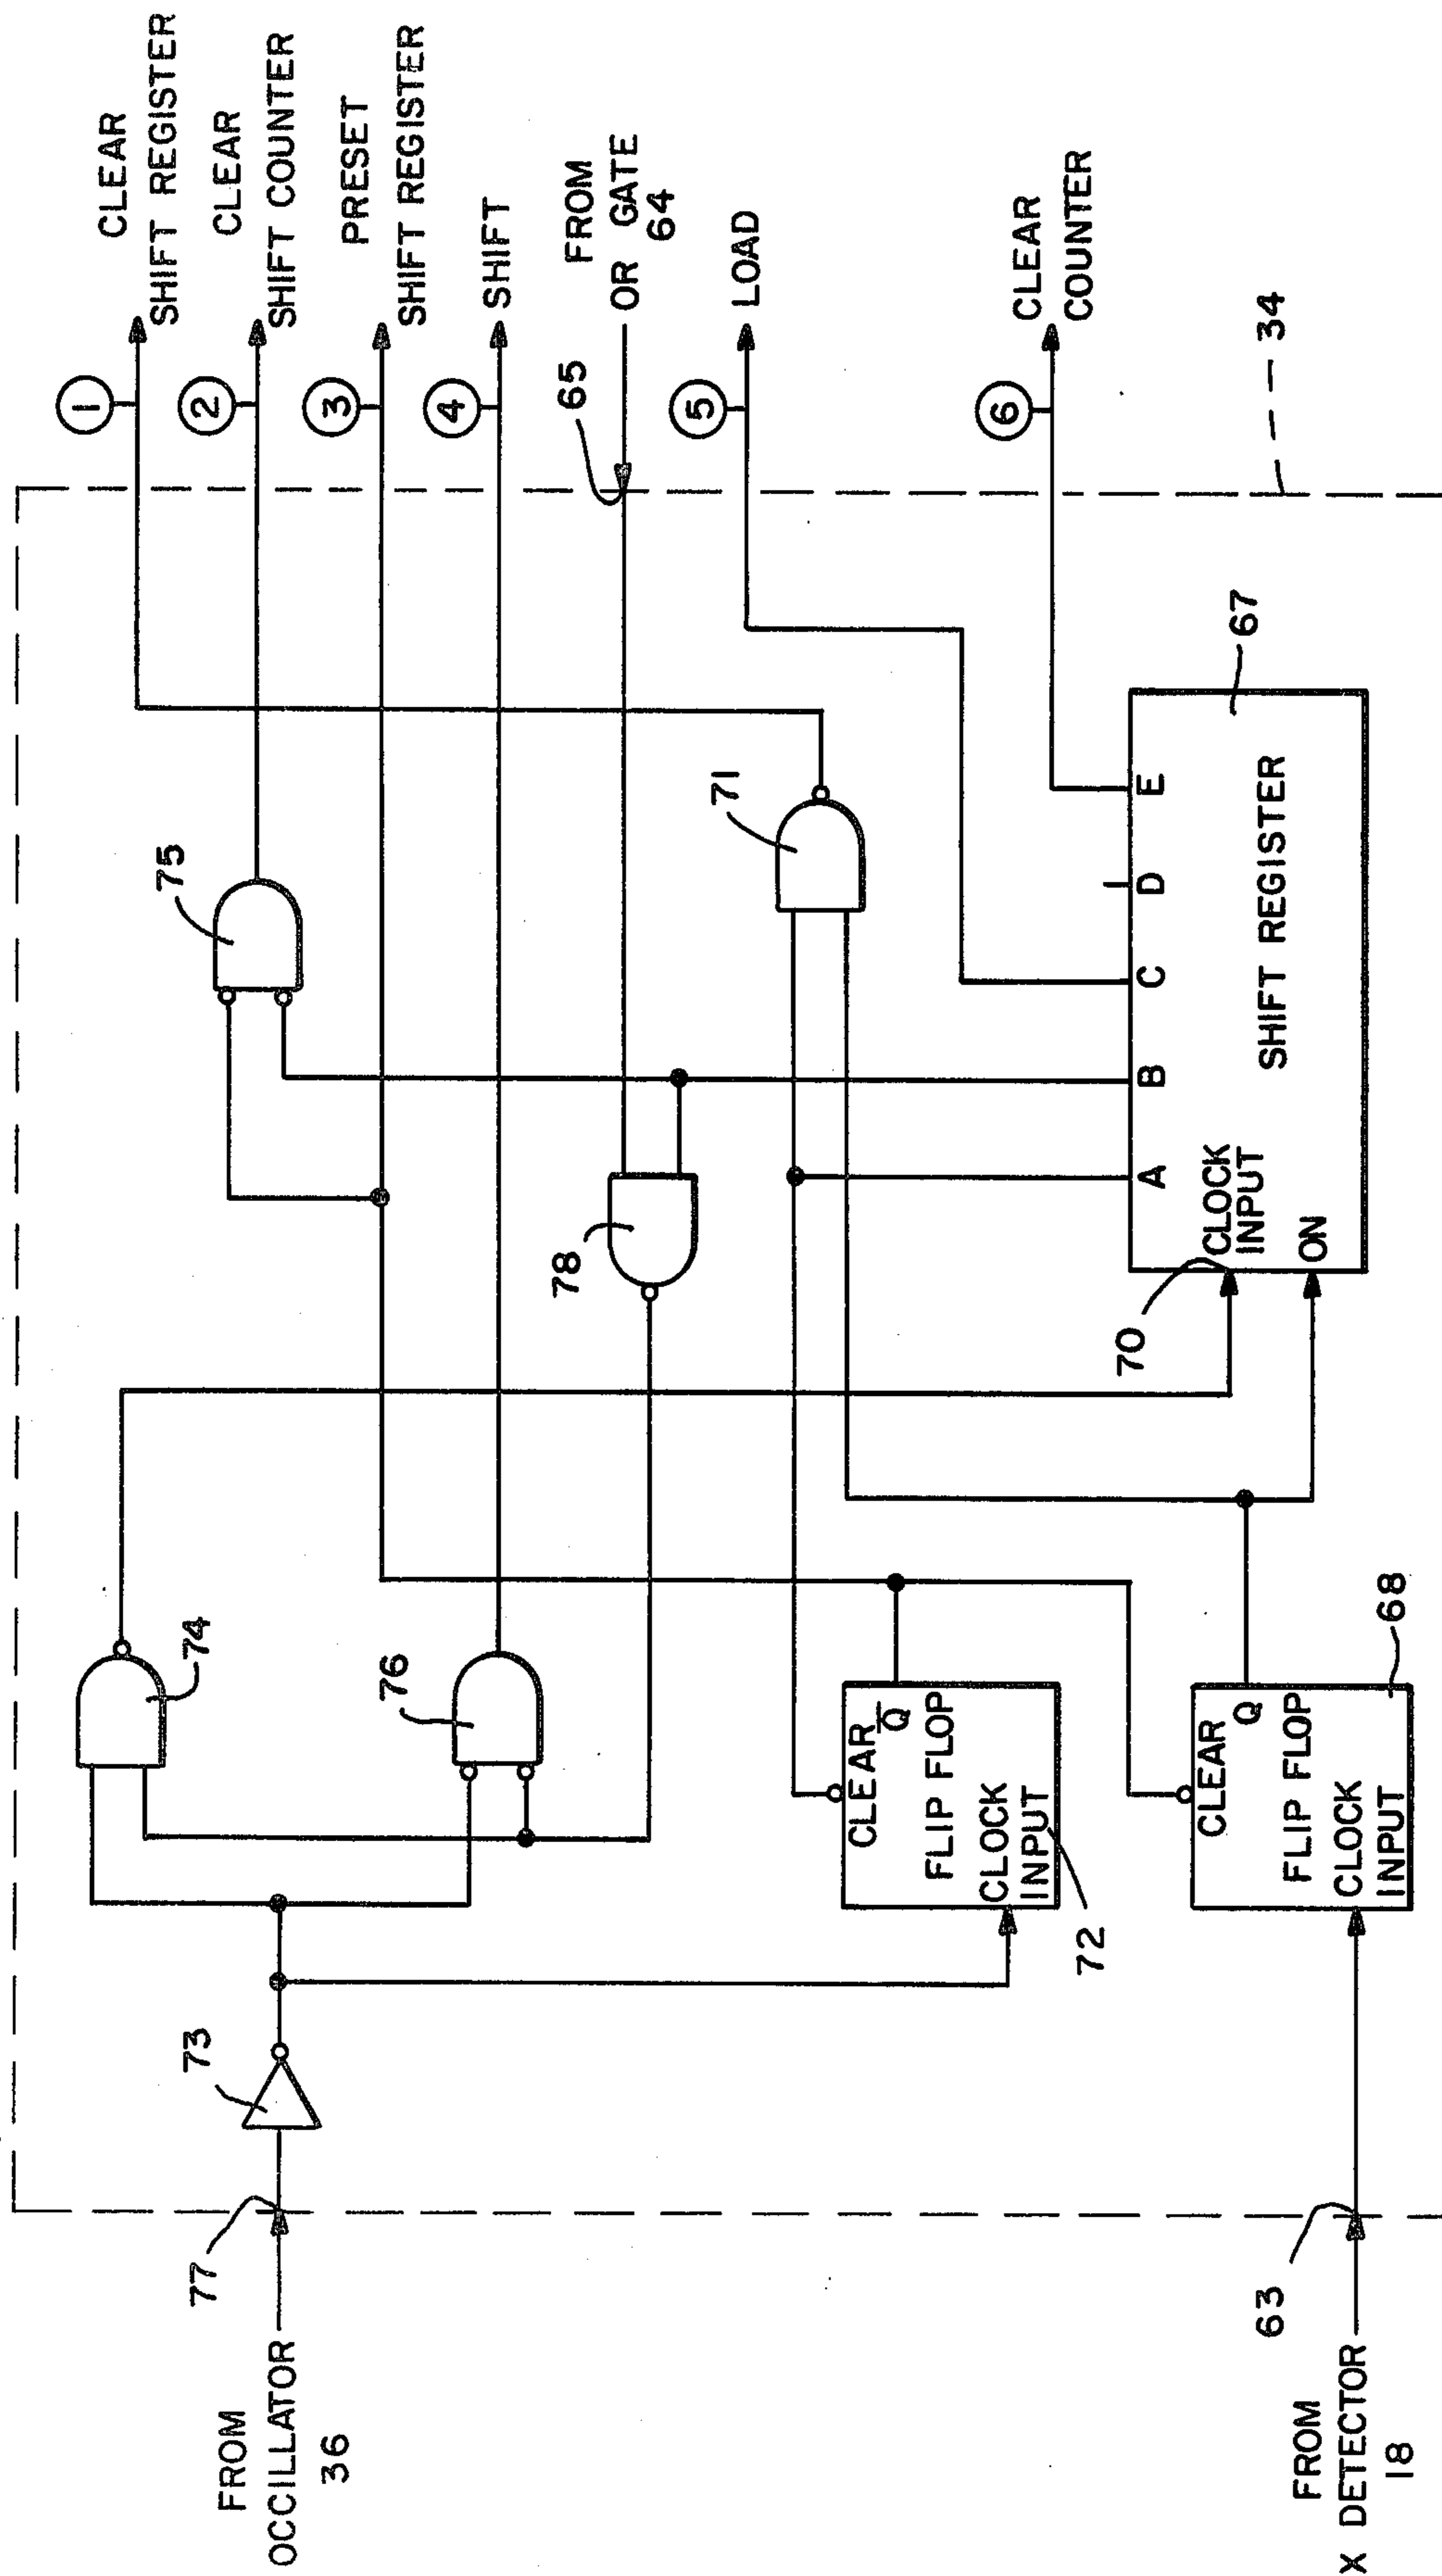 CLEAR
SHIFT REGISTER
CLEAR
SHIFT COUNTER
PRESET
SHIFT REGISTER
SHIFT
FROM
OR GATE
64
LOAD
CLEAR
COUNTER
1
2
3
4
65
5
6
34
75
71
78
74
76
73
77
FROM
OCCILLATOR
36
A
B
C
D
E
CLOCK
INPUT
ON
SHIFT REGISTER
67
70
CLEAR
Q
FLIP FLOP
CLOCK
INPUT
72
CLEAR
Q
FLIP FLOP
CLOCK
INPUT
68
63
FROM
X DETECTOR
18